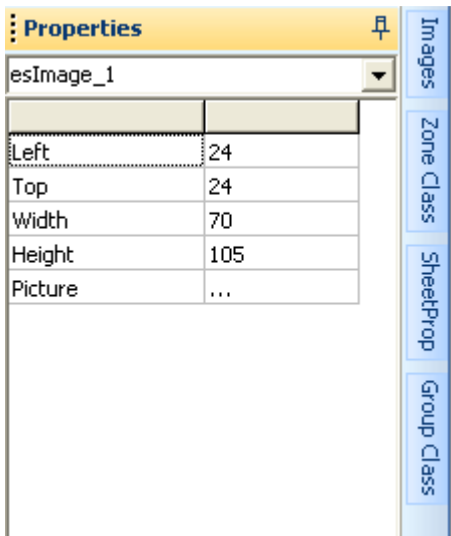 Properties
esImage_1
Left 24
Top 24
Width 70
Height 105
Picture ...
Images
Zone Class
SheetProp
Group Class